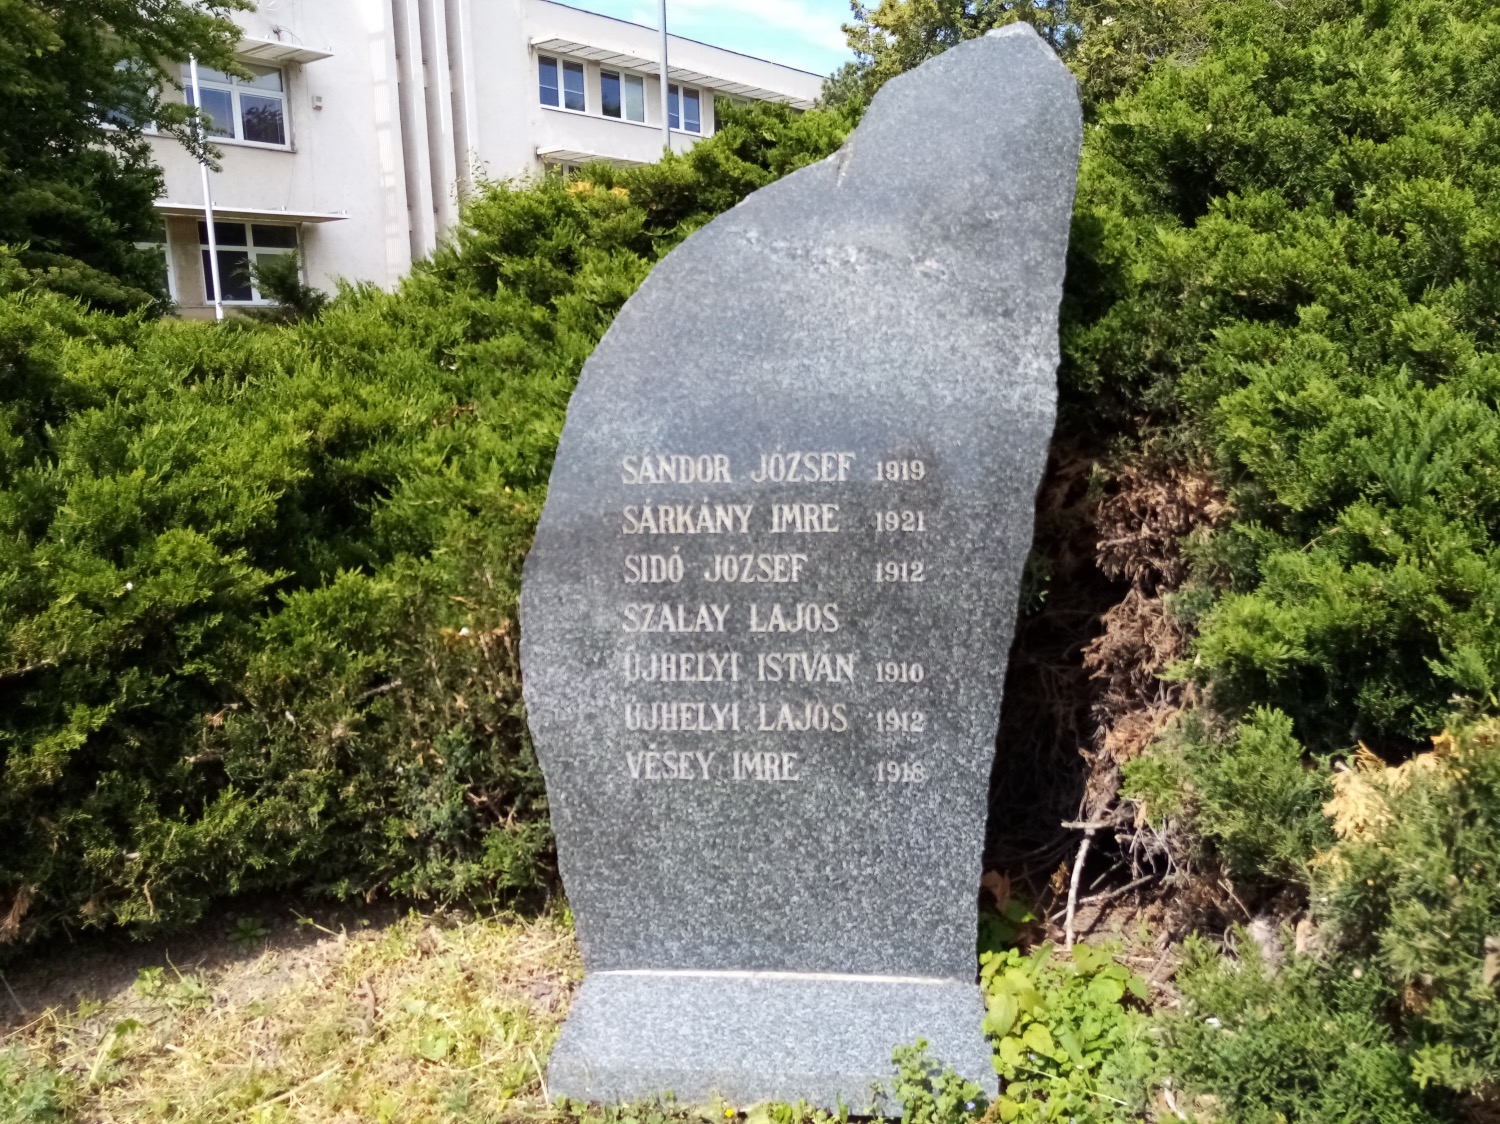 SÁNDOR JÓZSEF 1919
SÁRKÁNY IMRE 1921
SIDÓ JÓZSEF 1912
SZALAY LAJOS
ÚJHELYI ISTVÁN 1910
ÚJHELYI LAJOS 1912
VÉSEY IMRE 1918